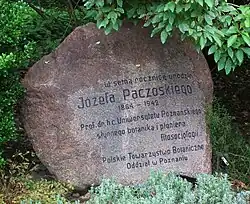 w setną rocznicę urodzin
Józefa Paczoskiego
1864 - 1942
Prof. dr h.c. Uniwersytetu Poznańskiego
słynnego botanika i pioniera
fitosocjologii
Polskie Towarzystwo Botaniczne
Oddział w Poznaniu